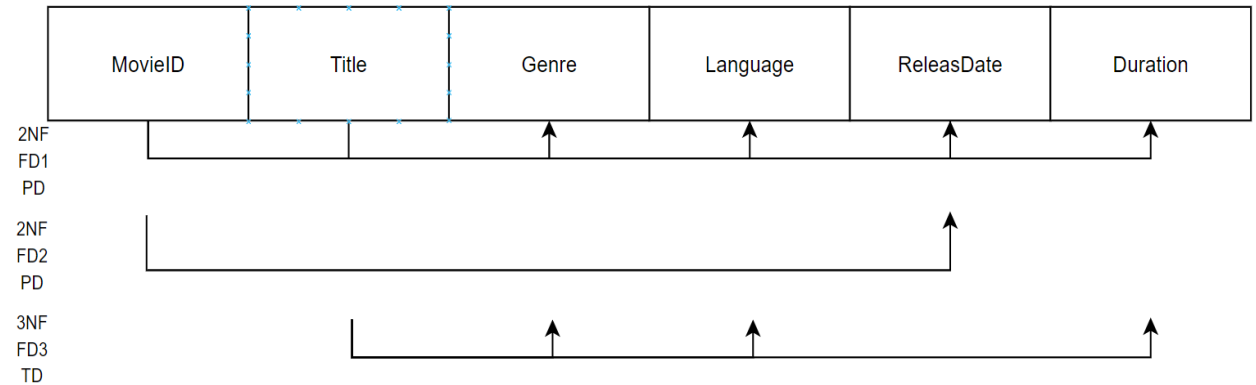 MovieID Title Genre Language ReleasDate Duration
2NF
FD1
PD
2NF
FD2
PD
3NF
FD3
TD